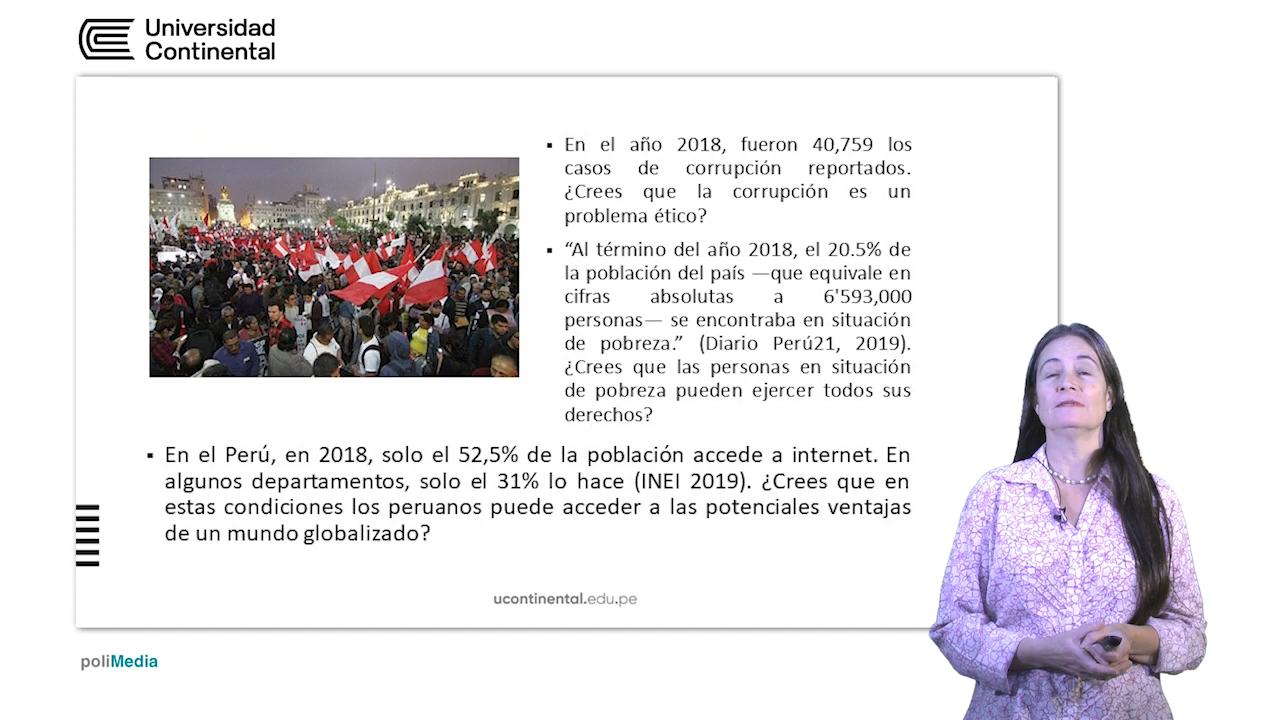 Universidad
Continental
▪ En el año 2018, fueron 40,759 los
casos de corrupción reportados.
¿Crees que la corrupción es un
problema ético?
▪ “Al término del año 2018, el 20.5% de
la población del país —que equivale en
cifras absolutas a 6'593,000
personas— se encontraba en situación
de pobreza.” (Diario Perú21, 2019).
¿Crees que las personas en situación
de pobreza pueden ejercer todos sus
derechos?
▪ En el Perú, en 2018, solo el 52,5% de la población accede a internet. En
algunos departamentos, solo el 31% lo hace (INEI 2019). ¿Crees que en
estas condiciones los peruanos puede acceder a las potenciales ventajas
de un mundo globalizado?
ucontinental.edu.pe
poliMedia